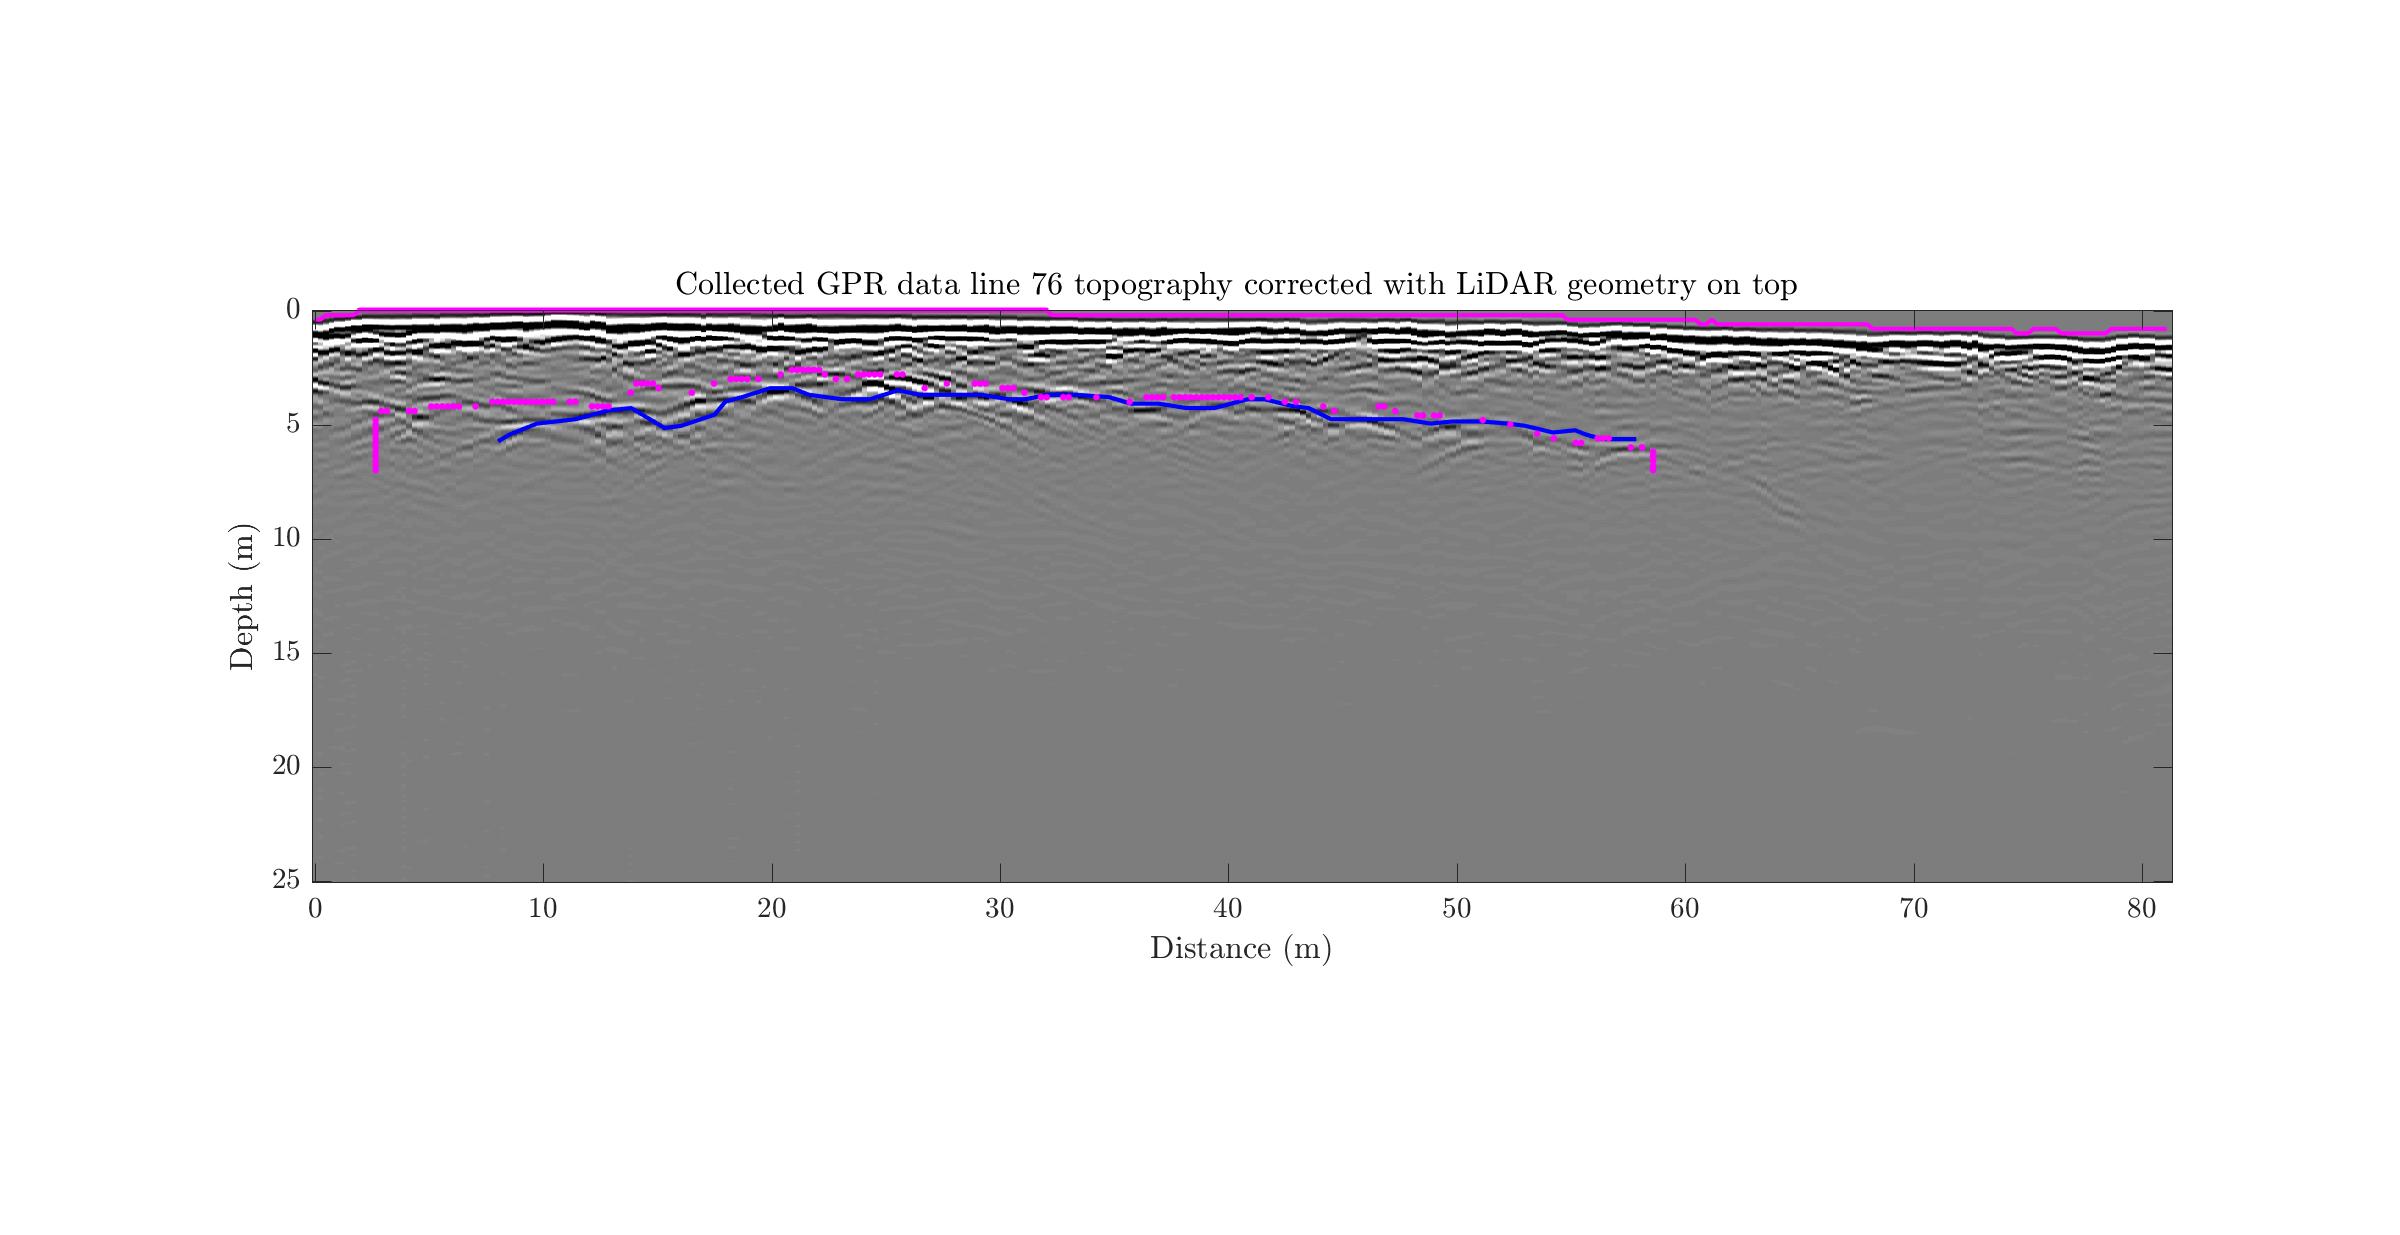 Collected GPR data line 76 topography corrected with LiDAR geometry on top
0
5
10
15
20
25
Depth (m)
0 10 20 30 40 50 60 70 80
Distance (m)